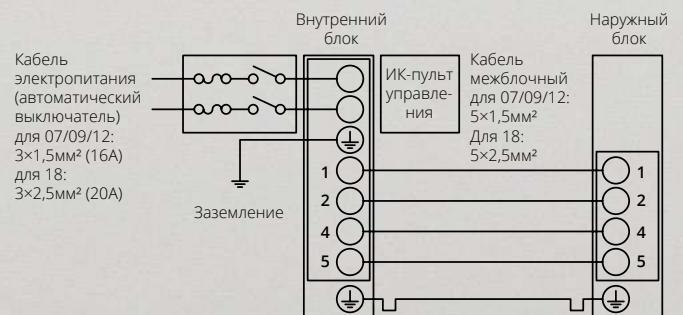 Внутренний
блок
Наружный
блок
Кабель
электропитания
(автоматический
выключатель)
для 07/09/12:
3×1,5мм² (16А)
для 18:
3×2,5мм² (20А)
ИК-пульт
управле-
ния
Кабель
межблочный
для 07/09/12:
5×1,5мм²
Для 18:
5×2,5мм²
Заземление
1
2
4
5
1
2
4
5